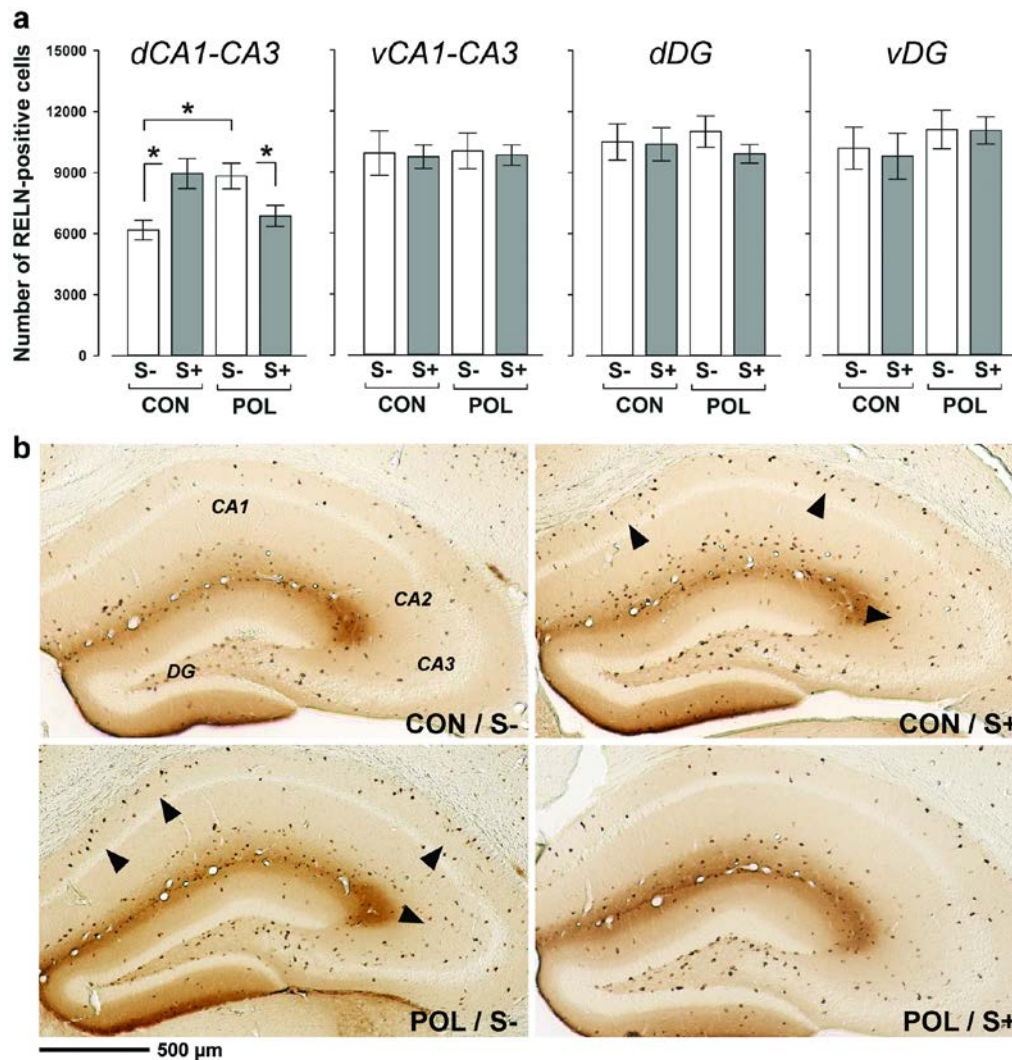 a
dCA1-CA3 vCA1-CA3 dDG vDG
Number of RELN-positive cells
15000
12000
9000
6000
3000
0
* * *
S- S+ S- S+ S- S+ S- S+ S- S+ S- S+ S- S+ S- S+
CON POL CON POL CON POL CON POL
b
CA1
CA2
CA3
DG
CON / S- CON / S+
POL / S- POL / S+
500 µm